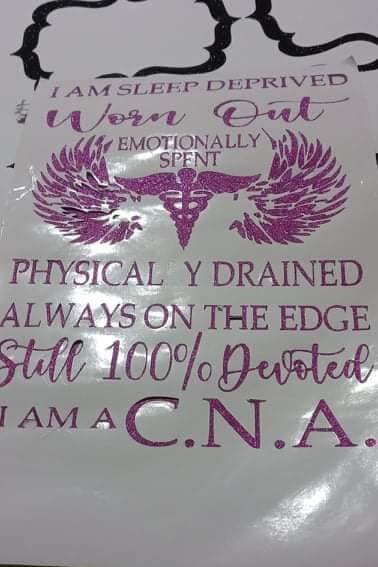 I AM SLEEP DEPRIVED
Worn Out
EMOTIONALLY
SPENT
PHYSICAL Y DRAINED
ALWAYS ON THE EDGE
Still 100% Devoted
I AM A C.N.A.